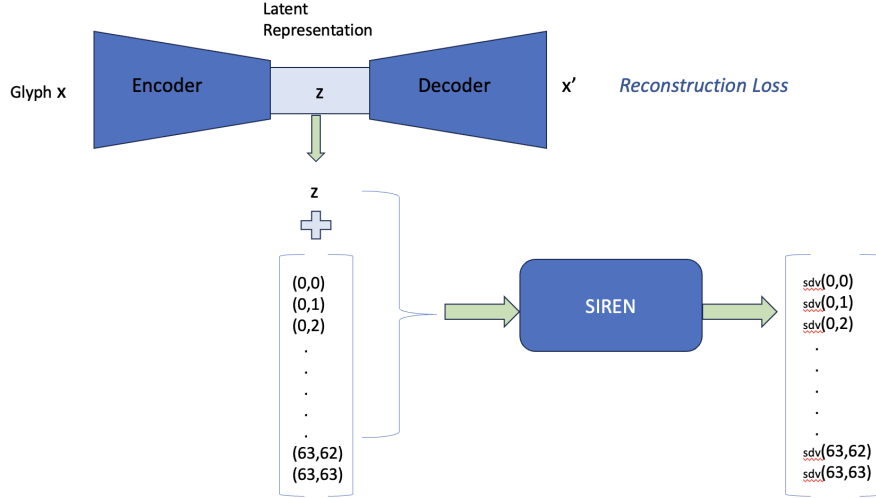 Latent
Representation
Glyph x
Encoder
z
Decoder
x’
Reconstruction Loss
z
(0,0)
(0,1)
(0,2)
.
.
.
.
.
(63,62)
(63,63)
SIREN
sdv(0,0)
sdv(0,1)
sdv(0,2)
.
.
.
.
.
sdv(63,62)
sdv(63,63)